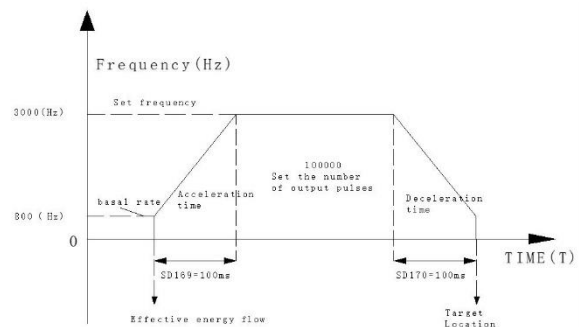 Frequency(Hz)
3000(Hz)
Set frequency
100000
Set the number
of output pulses
Acceleration
time
Deceleration
time
basal rate
800 (Hz)
0
TIME(T)
SD169=100ms
SD170=100ms
Effective energy flow
Target
Location